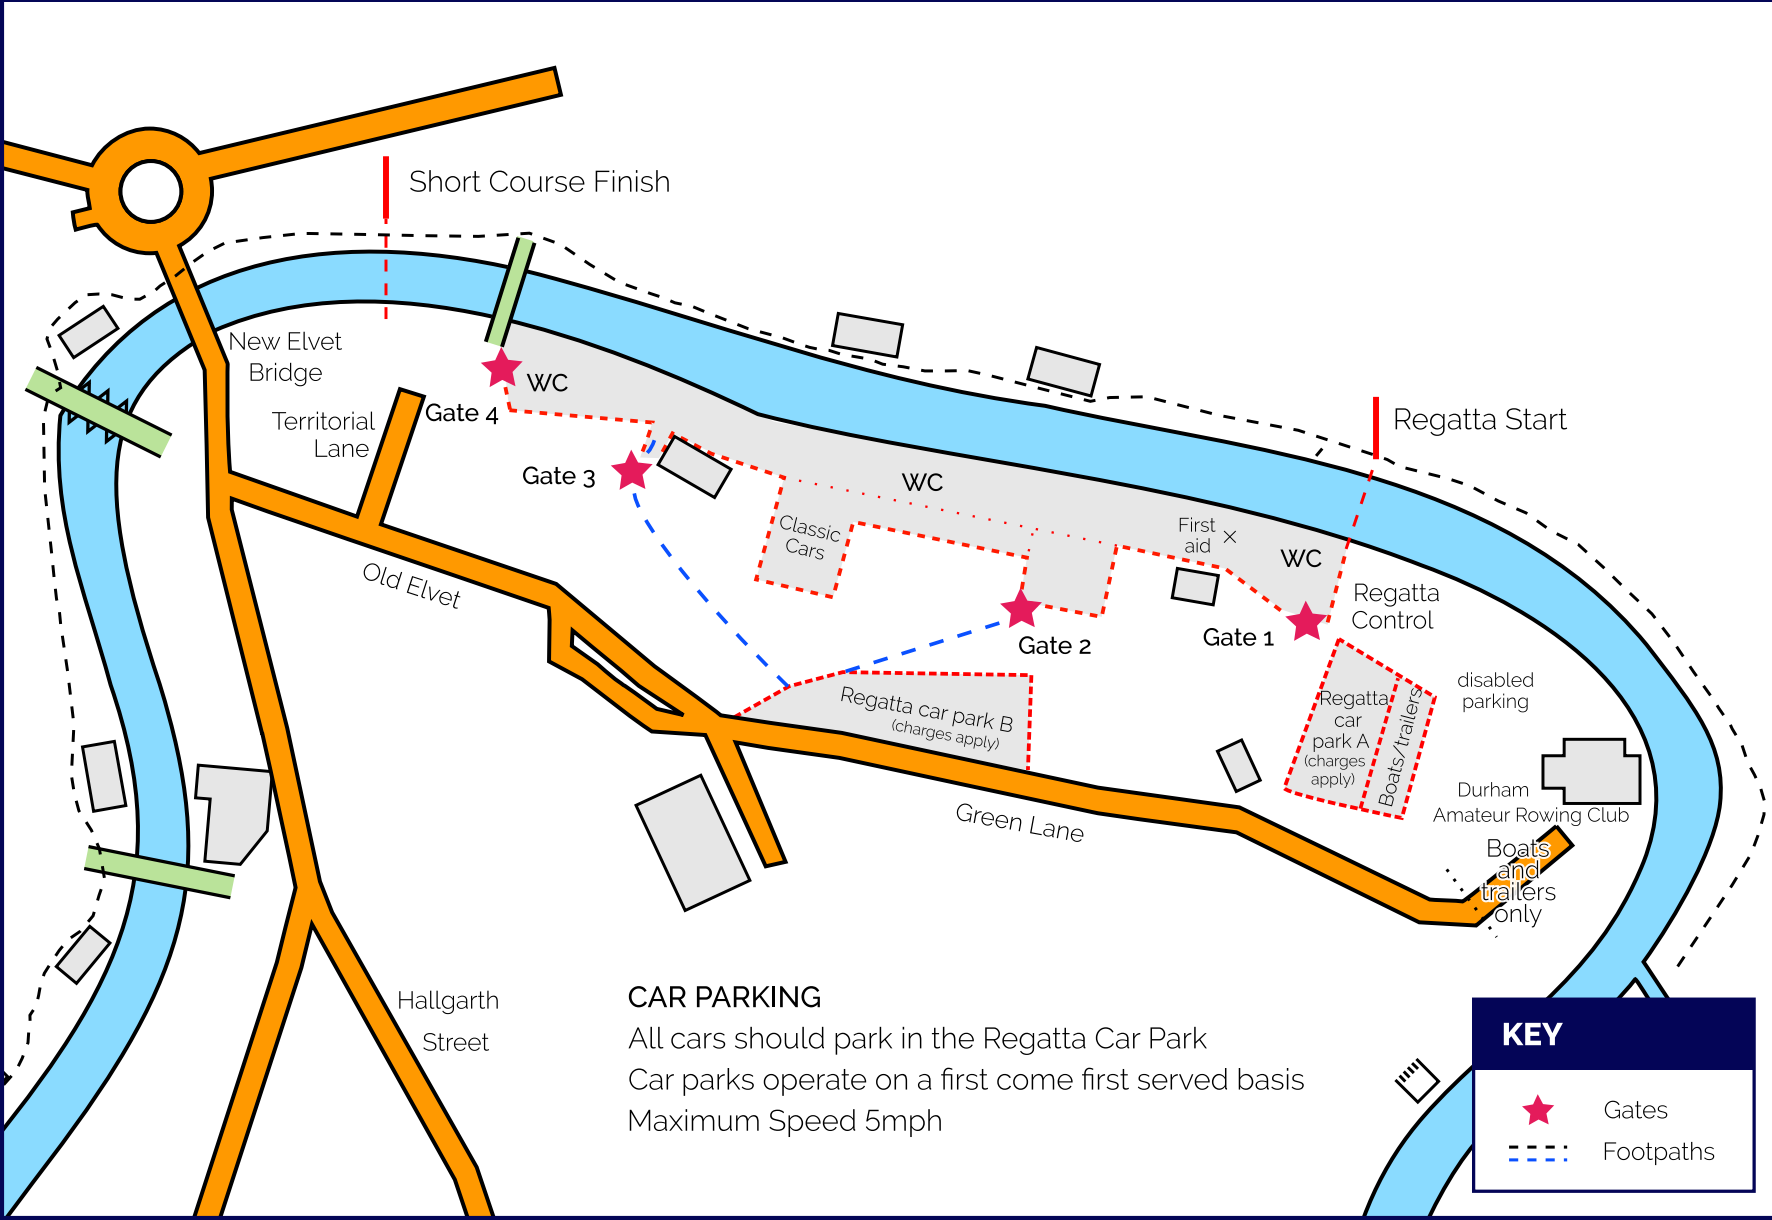 Short Course Finish
New Elvet
Bridge
Territorial
Lane
Gate 4
WC
Gate 3
WC
Regatta Start
Classic
Cars
First
aid
WC
Old Elvet
Gate 2
Gate 1
Regatta
Control
disabled
parking
Regatta car park B
(charges apply)
Regatta
car
park A
(charges
apply)
Boats/trailers
Green Lane
Durham
Amateur Rowing Club
Boats
and
trailers
only
Hallgarth
Street
CAR PARKING
All cars should park in the Regatta Car Park
Car parks operate on a first come first served basis
Maximum Speed 5mph
KEY
Gates
Footpaths